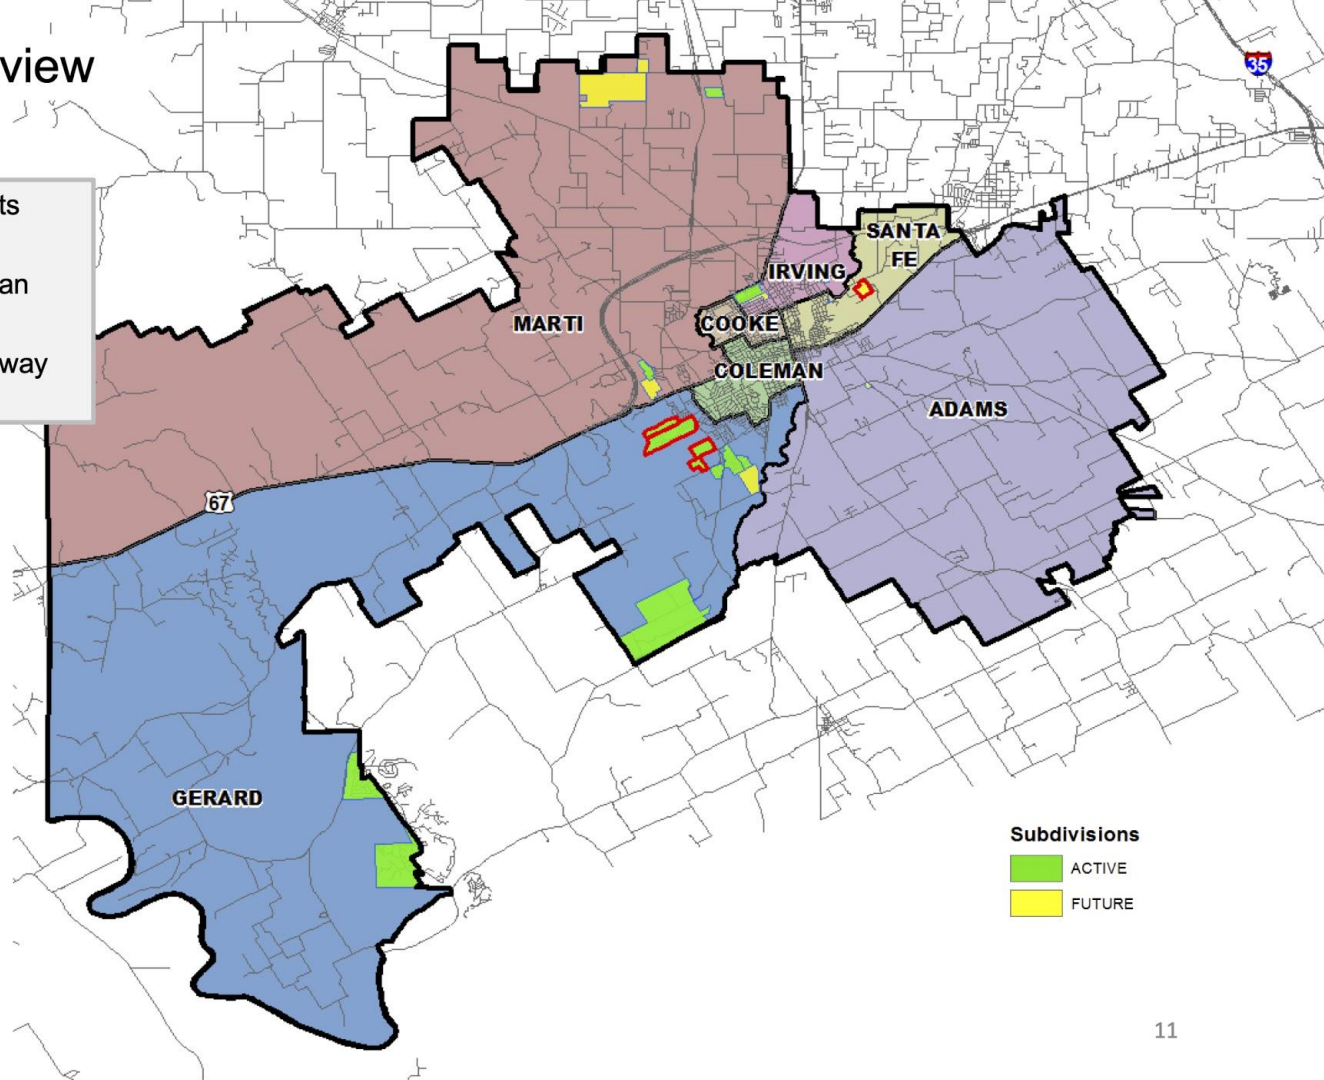 view
ts
an
way
35
SANTA
FE
IRVING
MARTI
COOKE
COLEMAN
ADAMS
67
GERARD
Subdivisions
ACTIVE
FUTURE
11